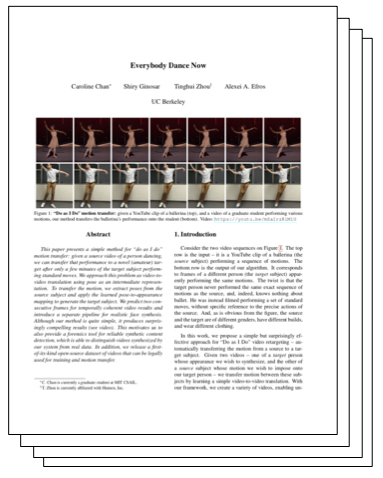 Everybody Dance Now
Caroline Chan* Shiry Ginosar Tinghui Zhou† Alexei A. Efros
UC Berkeley
Figure 1: "Do as I Do" motion transfer: given a YouTube clip of a ballerina (top), and a video of a graduate student performing various
motions, our method transfers the ballerina's performance onto the student (bottom). Video:
Abstract
This paper presents a simple method for "do as I do"
motion transfer: given a source video of a person dancing,
we can transfer that performance to a novel (amateur) tar-
get after only a few minutes of the target subject perform-
ing standard moves. We approach this problem as video-to-
video translation using pose as an intermediate represen-
tation. To transfer the motion, we extract poses from the
source subject and apply the learned pose-to-appearance
mapping to generate the target subject. We predict two con-
secutive frames for temporally coherent video results and
introduce a separate pipeline for realistic face synthesis.
Although our method is quite simple, it produces surpris-
ingly compelling results (see video). This motivates us to
also provide a forensics tool for reliable synthetic content
detection, which is able to distinguish videos synthesized by
our system from real data. In addition, we release a first-
of-its-kind open-source dataset of videos that can be legally
used for training and motion transfer.
*C. Chan is currently a graduate student at MIT CSAIL.
†T. Zhou is currently affiliated with Humen, Inc.
1. Introduction
Consider the two video sequences on Figure 1. The top
row is the input – it is a YouTube clip of a ballerina (the
source subject) performing a sequence of motions. The
bottom row is the output of our algorithm. It corresponds
to frames of a different person (the target subject) appar-
ently performing the same motions. The twist is that the
target person never performed the same exact sequence of
motions as the source, and, indeed, knows nothing about
ballet. He was instead filmed performing a set of standard
moves, without specific reference to the precise actions of
the source. And, as is obvious from the figure, the source
and the target are of different genders, have different builds,
and wear different clothing.
In this work, we propose a simple but surprisingly ef-
fective approach for "Do as I Do" video retargeting – au-
tomatically transferring the motion from a source to a tar-
get subject. Given two videos – one of a target person
whose appearance we wish to synthesize, and the other of
a source subject whose motion we wish to impose onto
our target person – we transfer motion between these sub-
jects by learning a simple video-to-video translation. With
our framework, we create a variety of videos, enabling un-